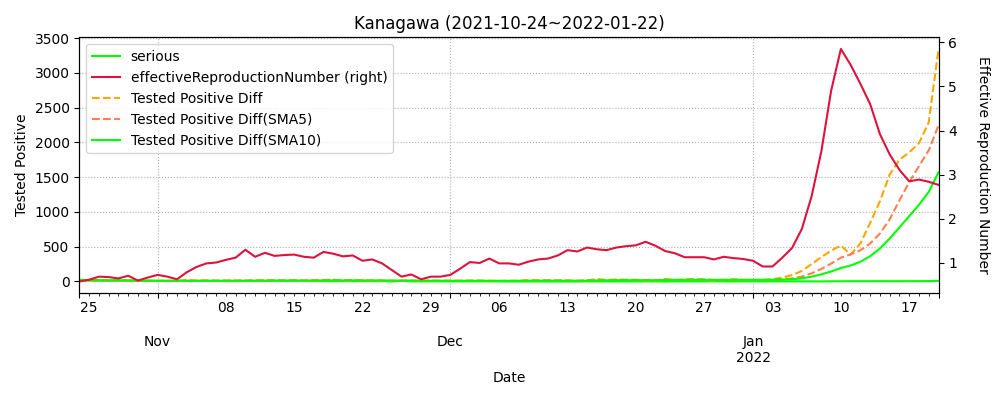 Kanagawa (2021-10-24~2022-01-22)
serious
effectiveReproductionNumber (right)
Tested Positive Diff
Tested Positive Diff(SMA5)
Tested Positive Diff(SMA10)
Tested Positive
3500
3000
2500
2000
1500
1000
500
0
6
5
4
3
2
1
Effective Reproduction Number
25 08 15 22 29 06 13 20 27 03 10 17
Nov Dec Jan
2022
Date